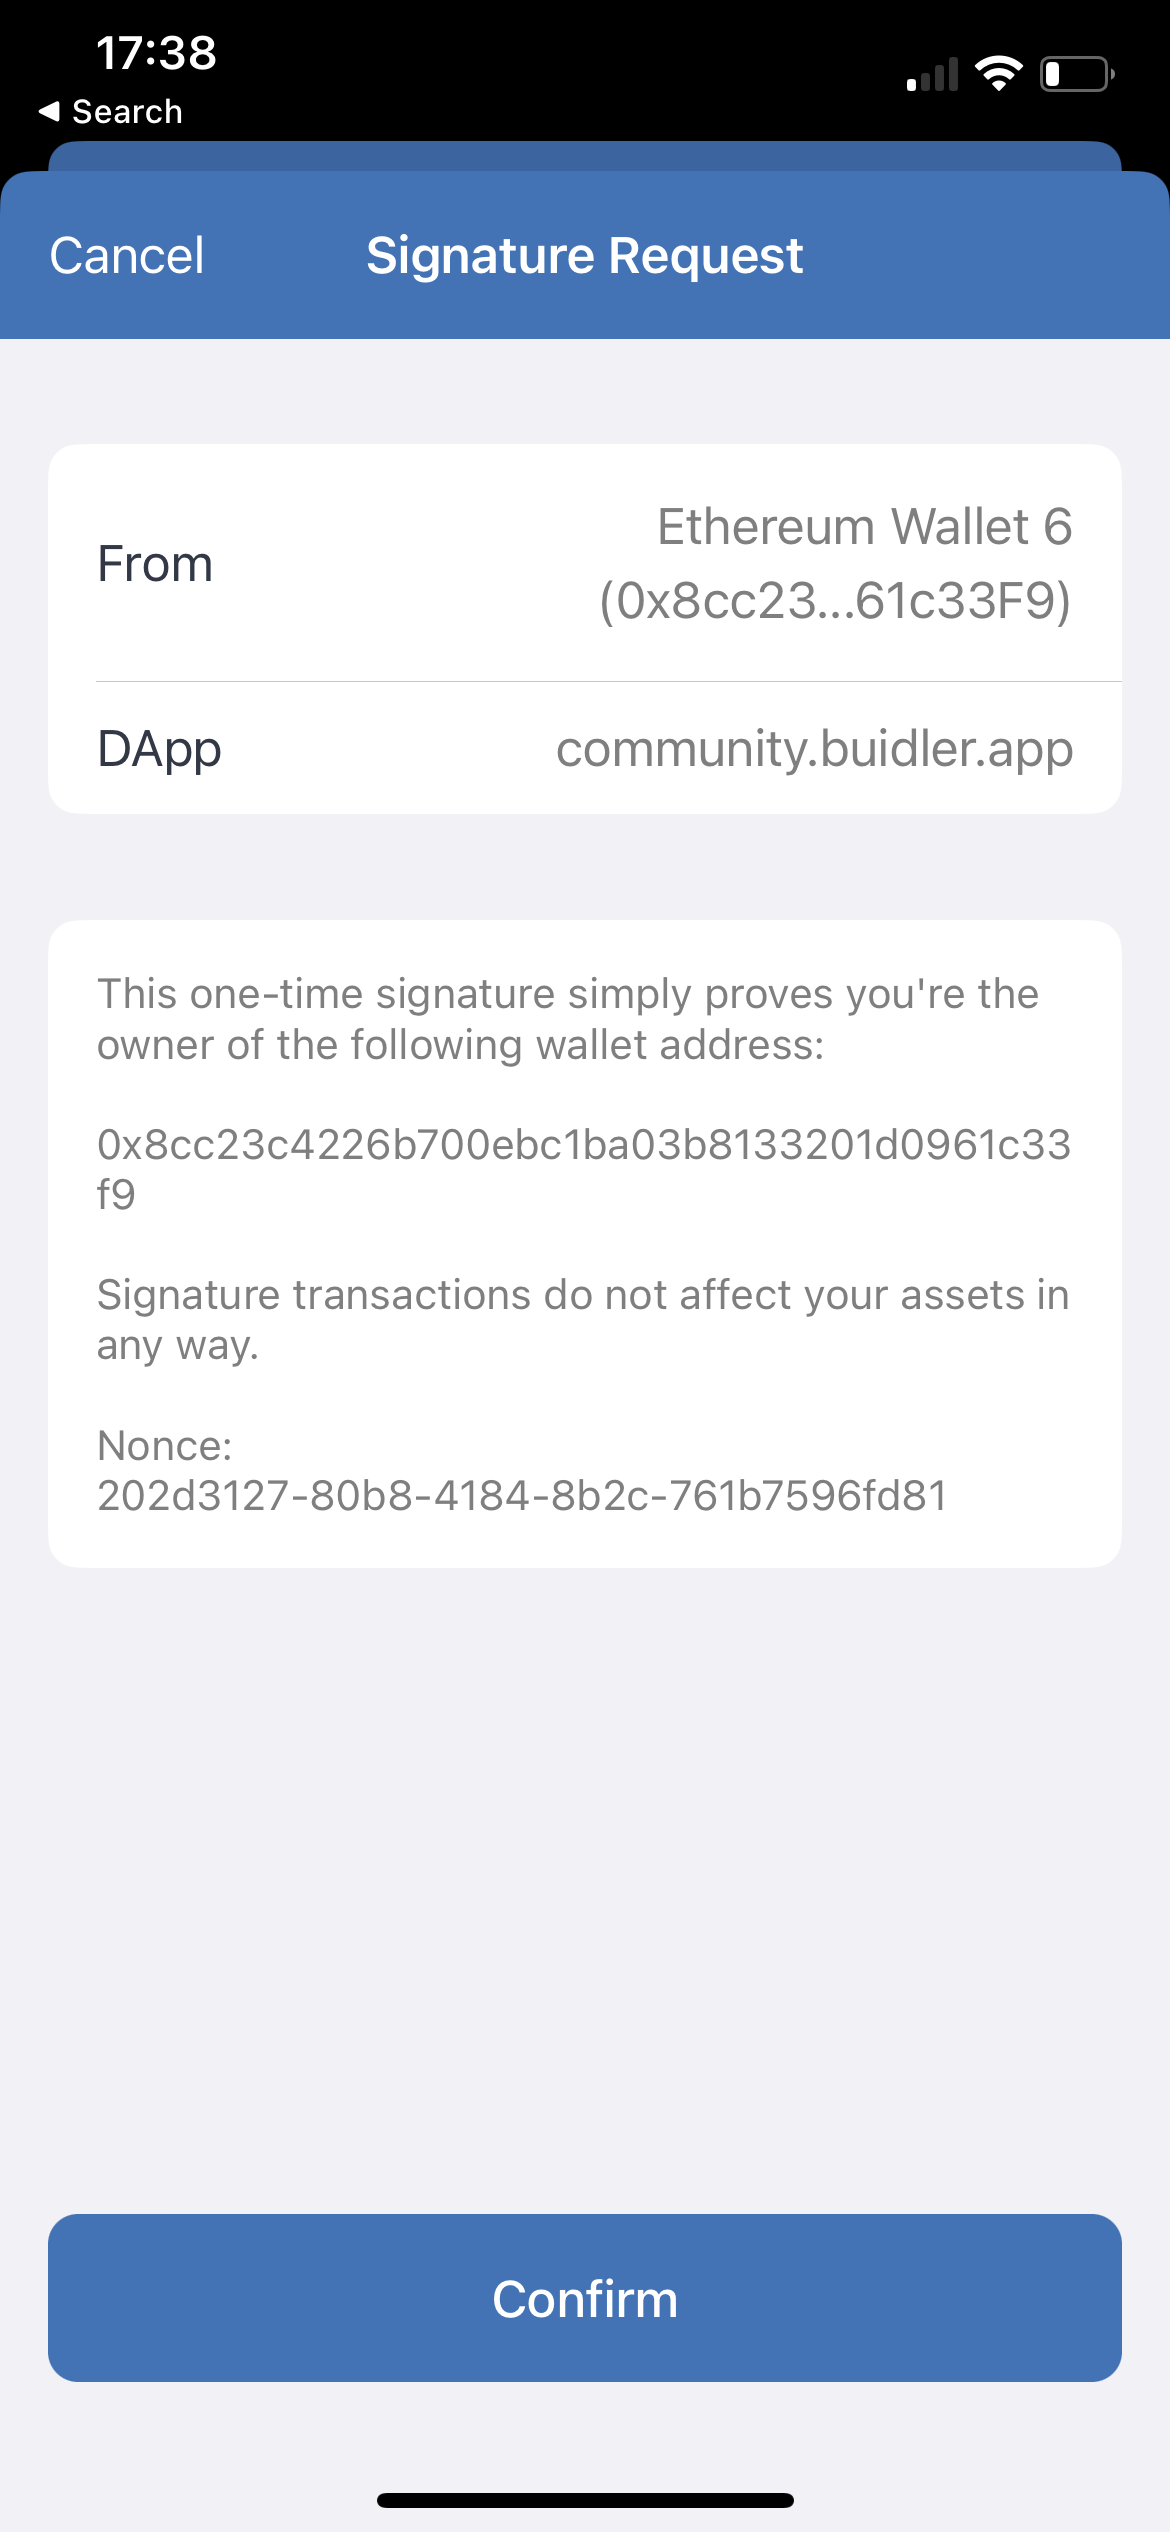 17:38
◀ Search
Cancel
Signature Request
From
Ethereum Wallet 6
(0x8cc23...61c33F9)
DApp
community.buidler.app
This one-time signature simply proves you're the
owner of the following wallet address:
0x8cc23c4226b700ebc1ba03b8133201d0961c33
f9
Signature transactions do not affect your assets in
any way.
Nonce:
202d3127-80b8-4184-8b2c-761b7596fd81
Confirm